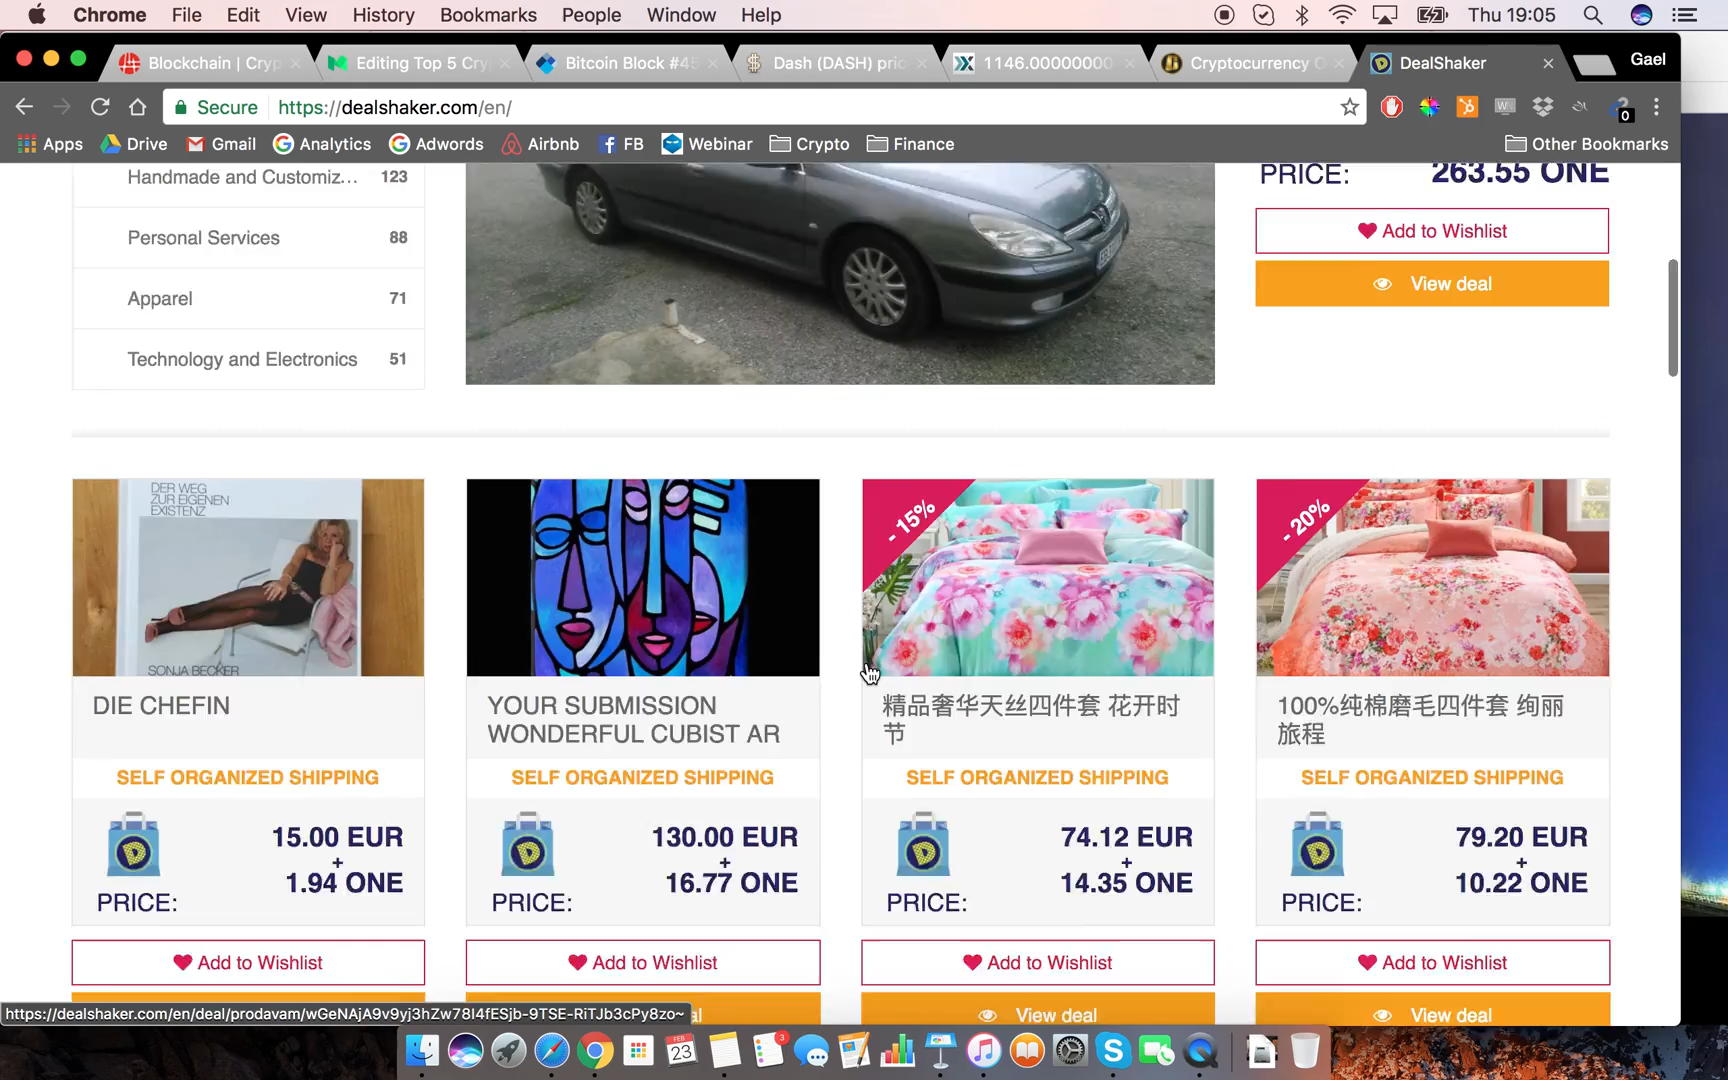 Chrome File Edit View History Bookmarks People Window Help Thu 19:05
Blockchain | Cryp Editing Top 5 Cry Bitcoin Block #45 Dash (DASH) pric 1146.00000000 Cryptocurrency O DealShaker Gael
Secure https://dealshaker.com/en/
Apps Drive Gmail Analytics Adwords Airbnb FB Webinar Crypto Finance Other Bookmarks
Handmade and Customiz... 123
Personal Services 88
Apparel 71
Technology and Electronics 51
PRICE: 263.55 ONE
Add to Wishlist
View deal
DER WEG
ZUR EIGENEN
EXISTENZ
SONJA BECKER
DIE CHEFIN
SELF ORGANIZED SHIPPING
15.00 EUR
+
1.94 ONE
PRICE:
Add to Wishlist
YOUR SUBMISSION
WONDERFUL CUBIST AR
SELF ORGANIZED SHIPPING
130.00 EUR
+
16.77 ONE
PRICE:
Add to Wishlist
- 15%
精品奢华天丝四件套 花开时
节
SELF ORGANIZED SHIPPING
74.12 EUR
+
14.35 ONE
PRICE:
Add to Wishlist
View deal
- 20%
100%纯棉磨毛四件套 绚丽
旅程
SELF ORGANIZED SHIPPING
79.20 EUR
+
10.22 ONE
PRICE:
Add to Wishlist
View deal
https://dealshaker.com/en/deal/prodavam/wGeNAjA9v9yj3hZw78I4fESjb-9TSE-RiTJb3cPy8zo~
FEB
23
3
0